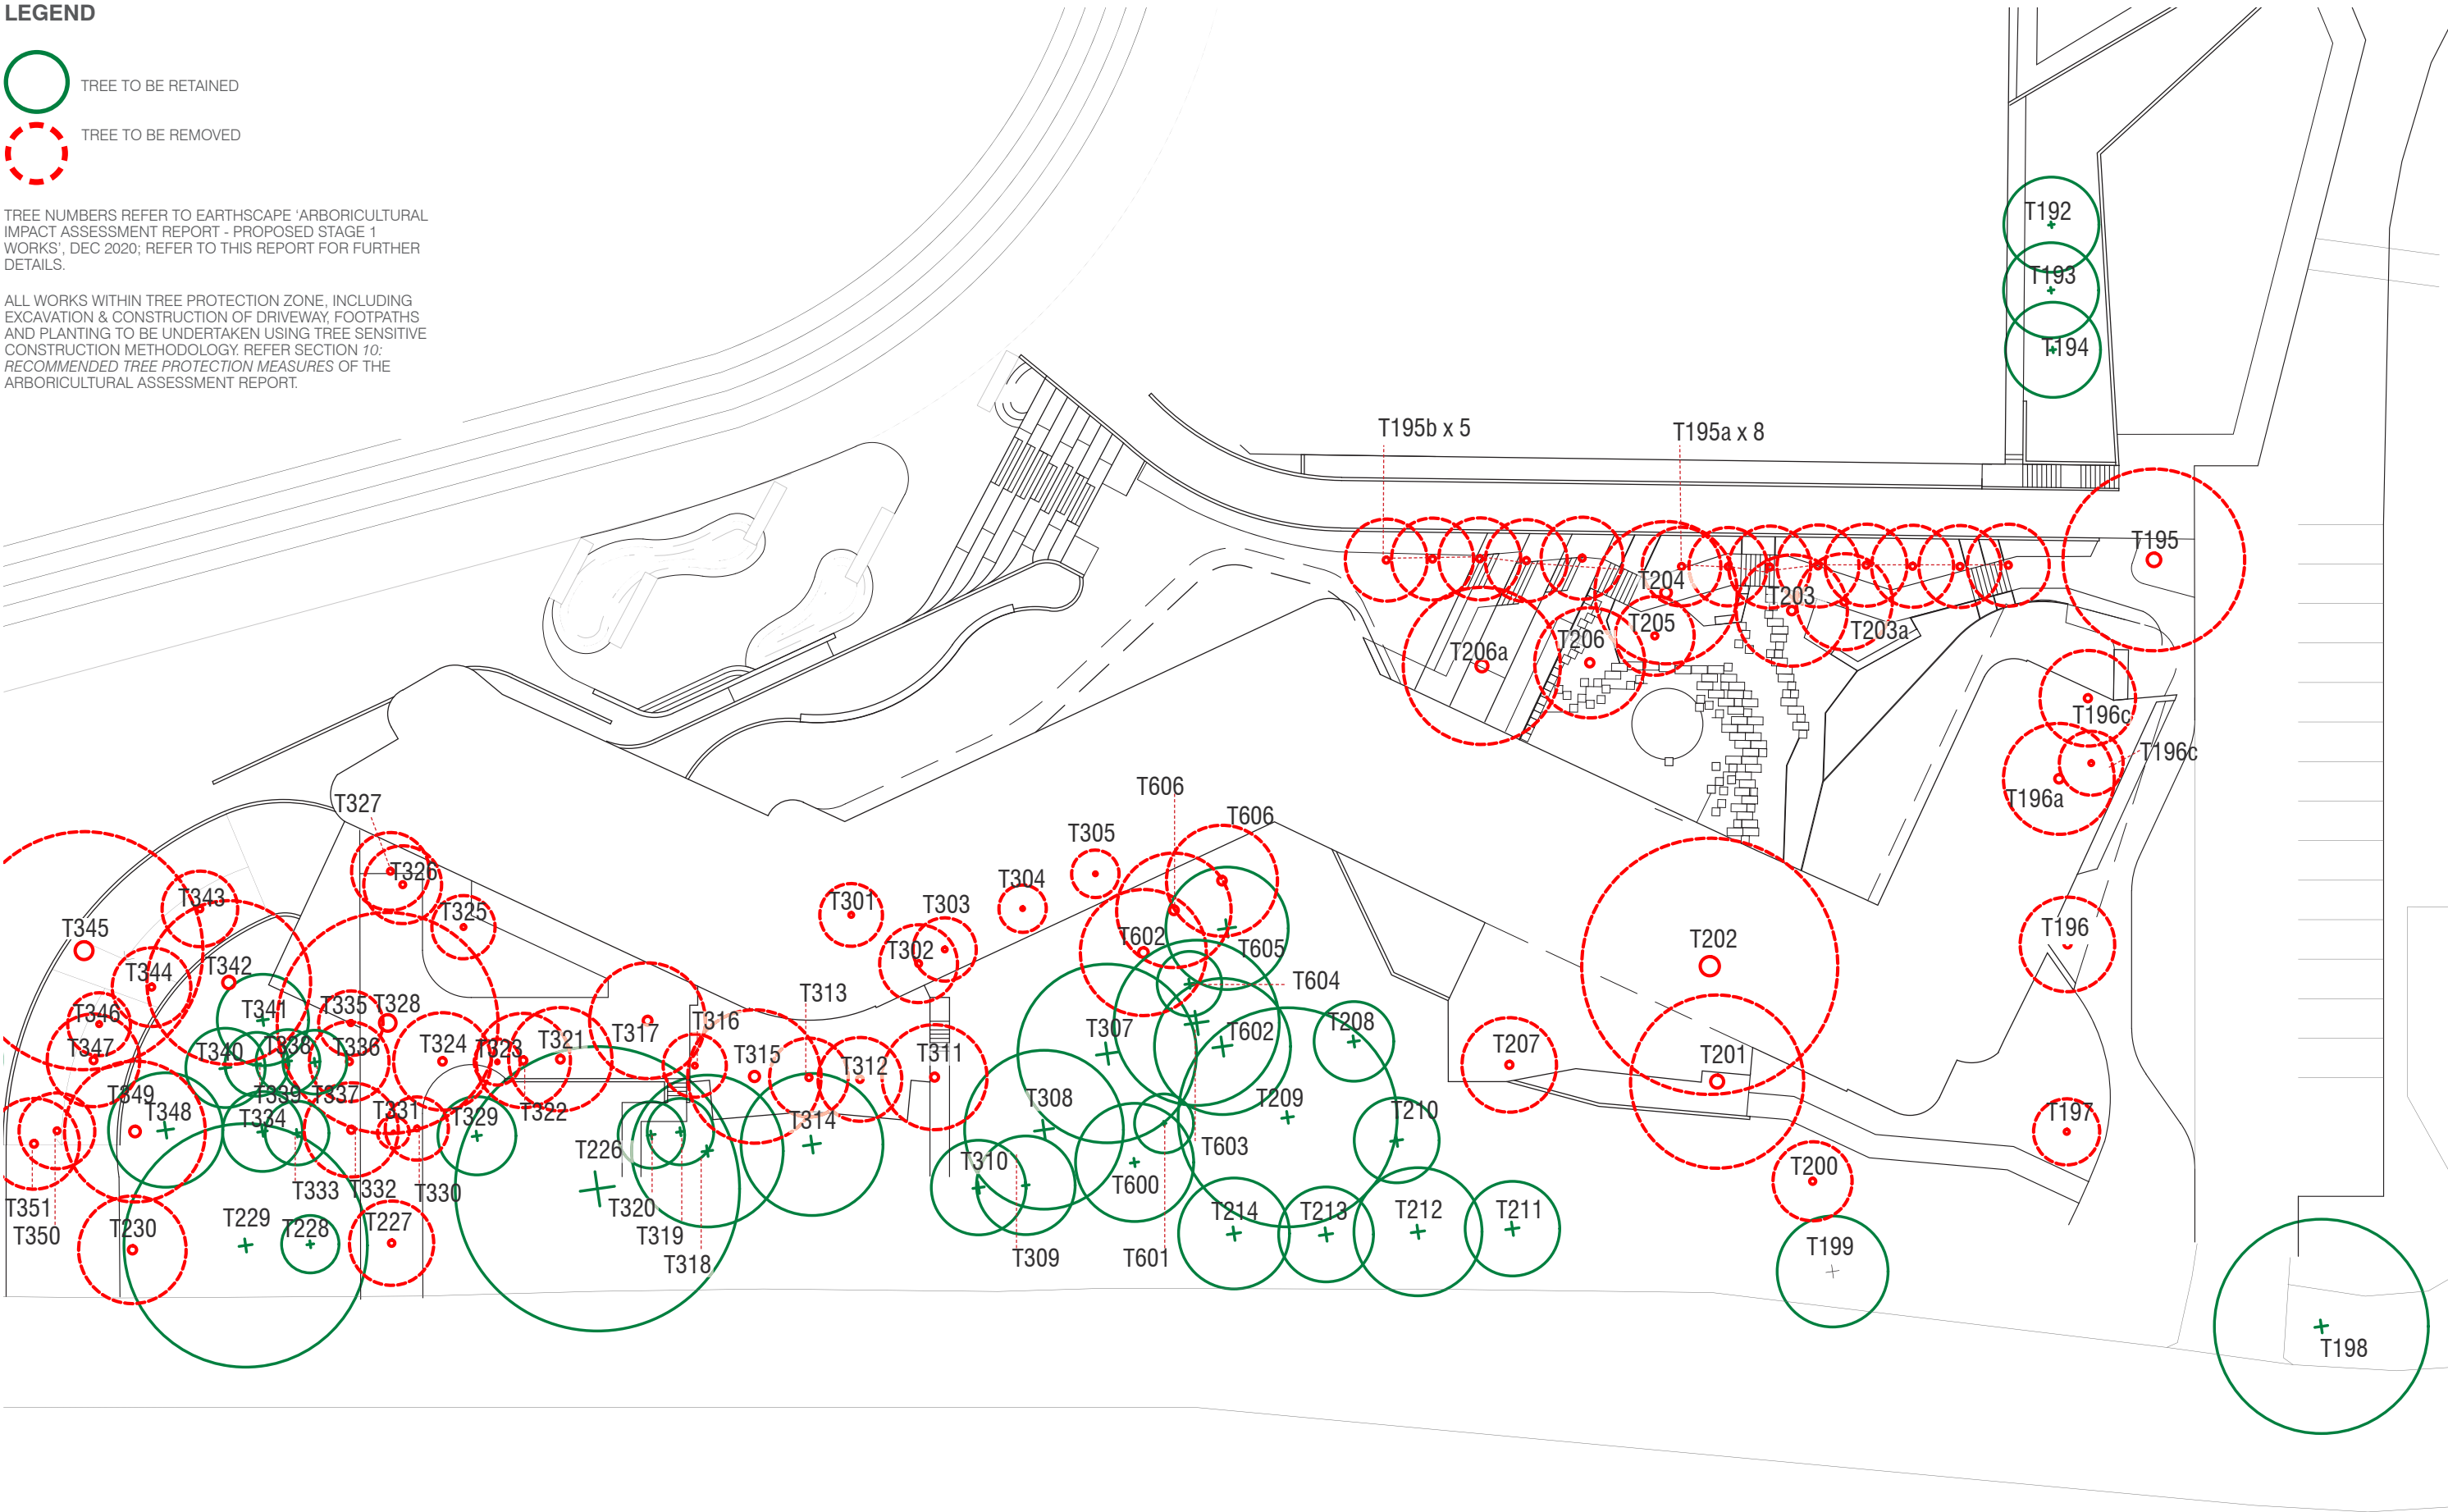 LEGEND
TREE TO BE RETAINED
TREE TO BE REMOVED
TREE NUMBERS REFER TO EARTHSCAPE ‘ARBORICULTURAL
IMPACT ASSESSMENT REPORT - PROPOSED STAGE 1
WORKS’, DEC 2020; REFER TO THIS REPORT FOR FURTHER
DETAILS.
ALL WORKS WITHIN TREE PROTECTION ZONE, INCLUDING
EXCAVATION & CONSTRUCTION OF DRIVEWAY, FOOTPATHS
AND PLANTING TO BE UNDERTAKEN USING TREE SENSITIVE
CONSTRUCTION METHODOLOGY. REFER SECTION 10:
RECOMMENDED TREE PROTECTION MEASURES OF THE
ARBORICULTURAL ASSESSMENT REPORT.
T192
T193
T194
T195b x 5
T195a x 8
T195
T204
T203
T205
T203a
T206
T206a
T196c
T196c
T196a
T606
T327
T606
T305
T326
T304
T343
T301
T303
T325
T345
T196
T602
T202
T302
T605
T342
T344
T604
T313
T335
T328
T341
T346
T316
T208
T307
T317
T602
T321
T207
T347
T340
T338
T336
T324
T323
T311
T201
T315
T312
T349
T339
T337
T308
T209
T348
T334
T331
T329
T322
T314
T210
T197
T226
T603
T310
T200
T333
T332
T330
T600
T351
T320
T214
T213
T212
T211
T350
T230
T229
T228
T227
T319
T199
T318
T309
T601
T198